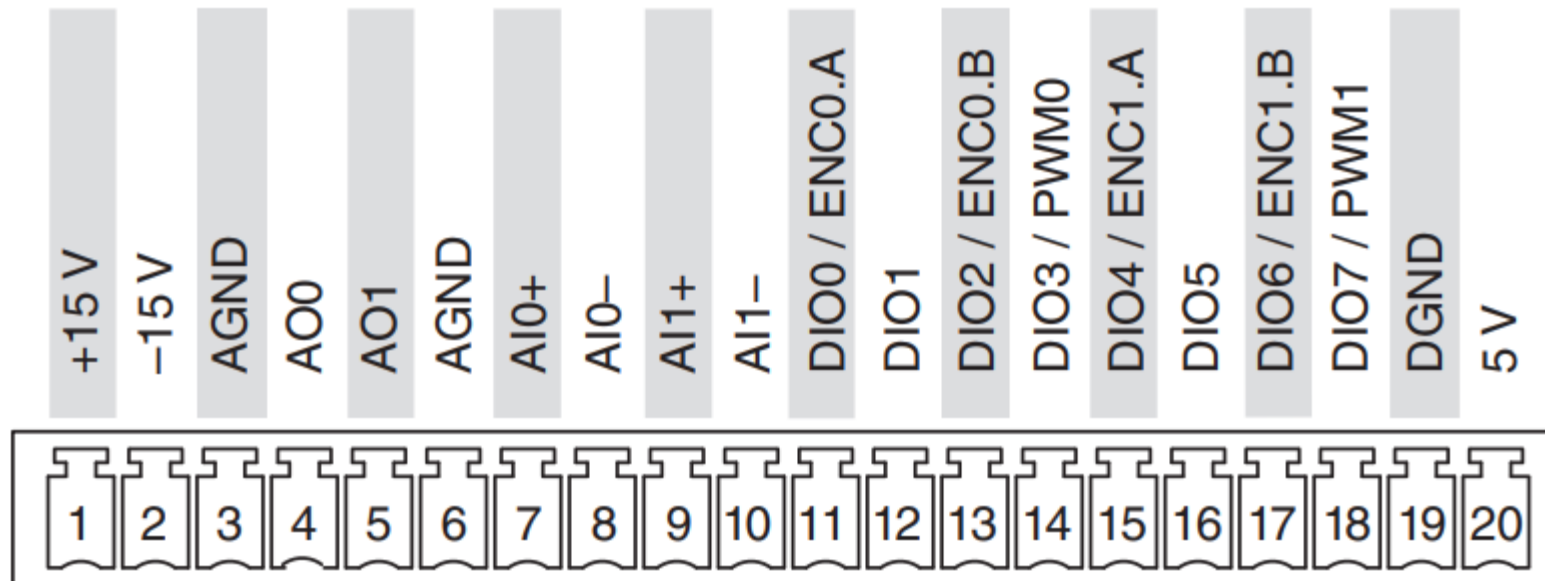 +15 V
–15 V
AGND
AO0
AO1
AGND
AI0+
AI0–
AI1+
AI1–
DIO0 / ENC0.A
DIO1
DIO2 / ENC0.B
DIO3 / PWM0
DIO4 / ENC1.A
DIO5
DIO6 / ENC1.B
DIO7 / PWM1
DGND
5 V
1 2 3 4 5 6 7 8 9 10 11 12 13 14 15 16 17 18 19 20